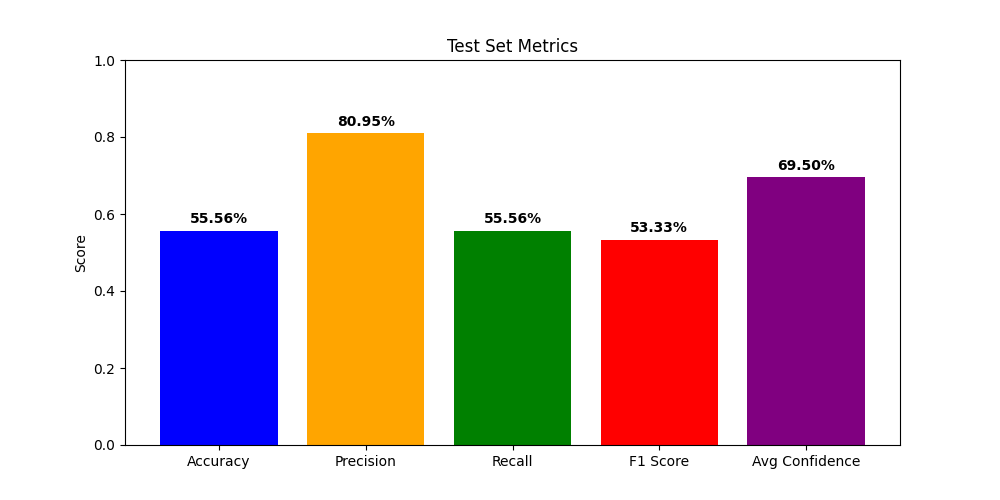 Test Set Metrics
1.0
0.8
0.6
0.4
0.2
0.0
Score
55.56%
80.95%
55.56%
53.33%
69.50%
Accuracy
Precision
Recall
F1 Score
Avg Confidence